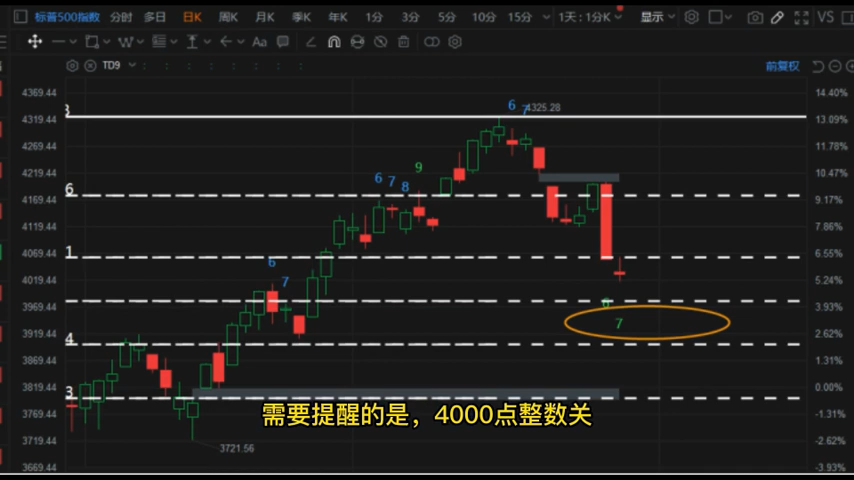 标普500指数 分时 多日 日K 周K 月K 季K 年K 1分 3分 5分 10分 15分 1天 : 1分K 显示 VS
Aa
TD9 : : : : : : : : 前复权
4369.44 14.40%
3 6 7 4325.28
4319.44 13.09%
4269.44 11.78%
9
4219.44 6 7 8 10.47%
6
4169.44 9.17%
4119.44 7.86%
1
4069.44 6 6.55%
4019.44 7 5.24%
6
3969.44 3.93%
7
3919.44 4 2.62%
3869.44 1.31%
3819.44 3 0.00%
3769.44 -1.31%
需要提醒的是，4000点整数关
3719.44 3721.56 -2.62%
3669.44 -3.93%